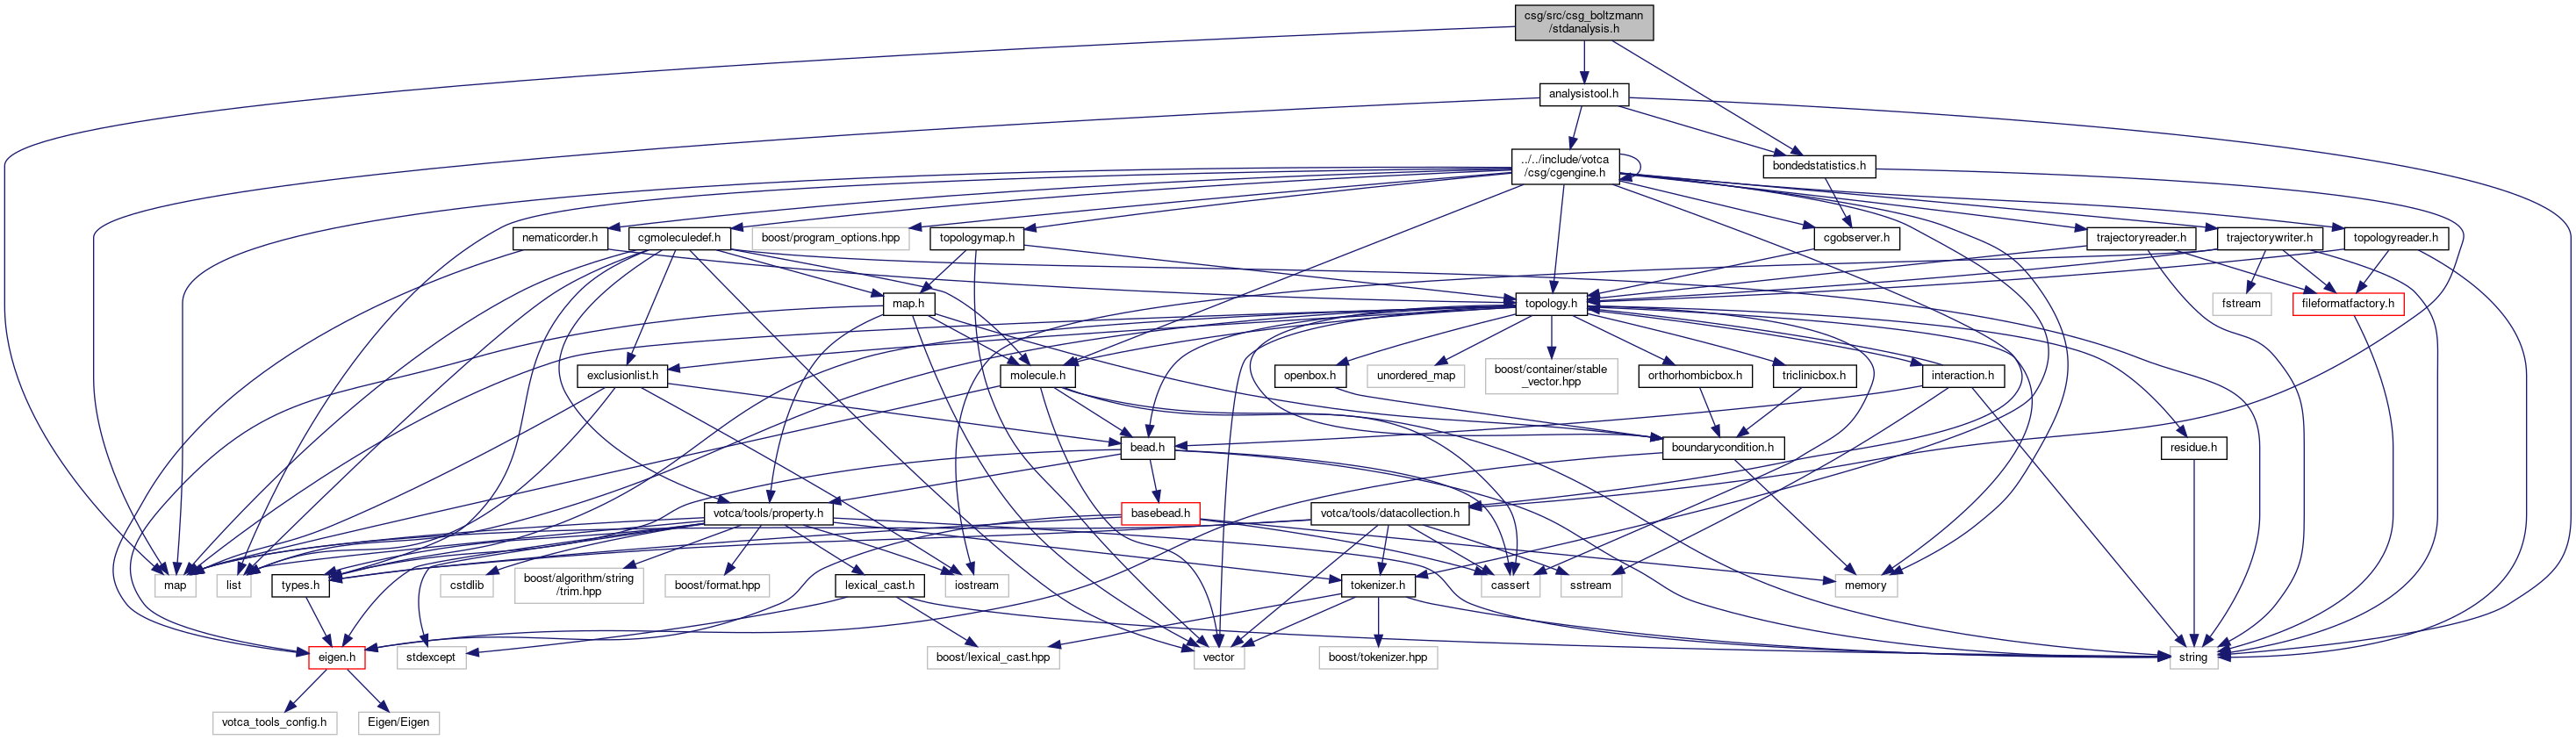 csg/src/csg_boltzmann
/stdanalysis.h
analysistool.h
../../include/votca
/csg/cgengine.h
bondedstatistics.h
nematicorder.h
cgmoleculedef.h
boost/program_options.hpp
topologymap.h
cgobserver.h
trajectoryreader.h
trajectorywriter.h
topologyreader.h
map.h
topology.h
fstream
fileformatfactory.h
exclusionlist.h
molecule.h
openbox.h
unordered_map
boost/container/stable
_vector.hpp
orthorhombicbox.h
triclinicbox.h
interaction.h
bead.h
boundarycondition.h
residue.h
votca/tools/property.h
basebead.h
votca/tools/datacollection.h
map
list
types.h
cstdlib
boost/algorithm/string
/trim.hpp
boost/format.hpp
lexical_cast.h
iostream
tokenizer.h
cassert
sstream
memory
eigen.h
stdexcept
boost/lexical_cast.hpp
vector
boost/tokenizer.hpp
string
votca_tools_config.h
Eigen/Eigen